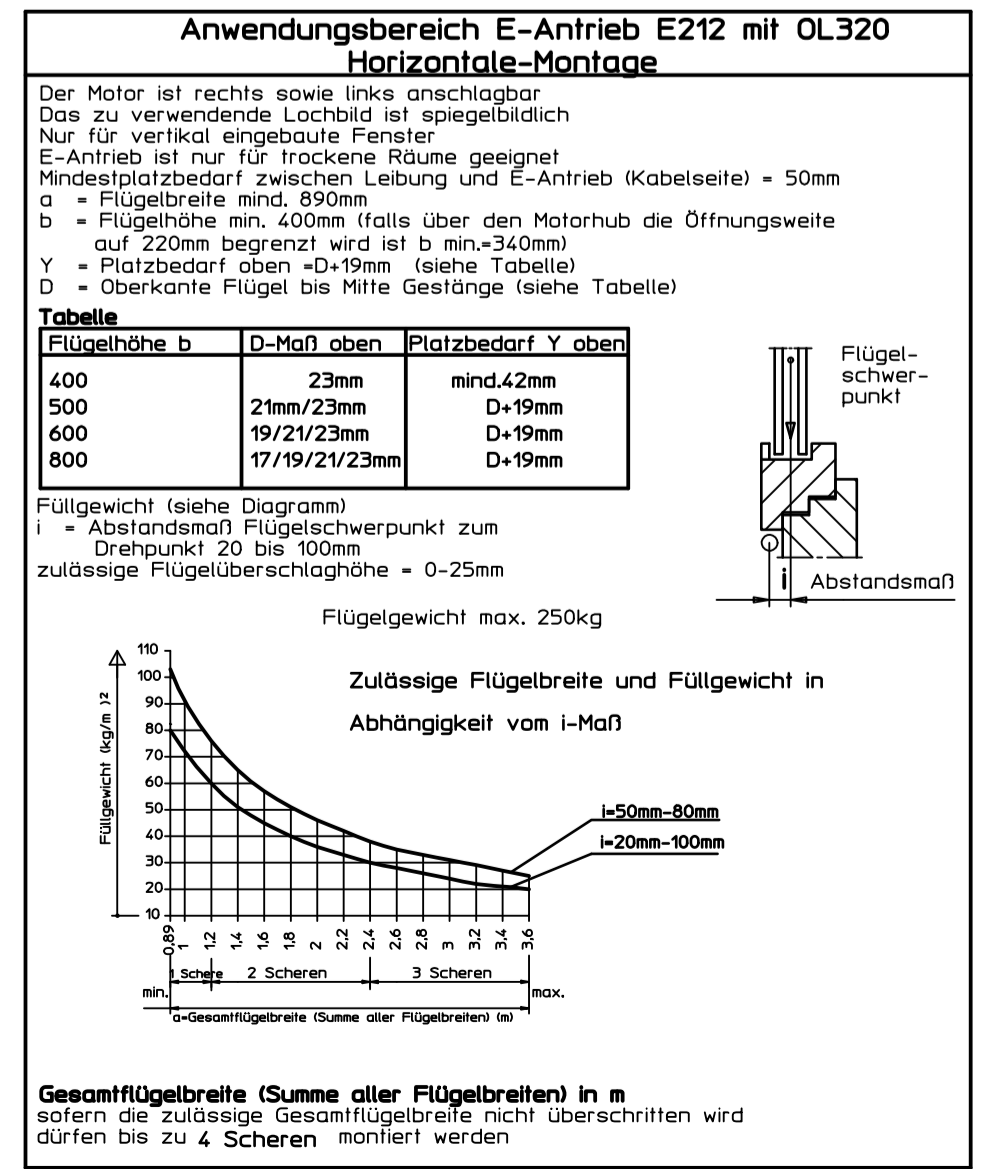 Anwendungsbereich E-Antrieb E212 mit OL320
Horizontale-Montage
Der Motor ist rechts sowie links anschlagbar
Das zu verwendende Lochbild ist spiegelbildlich
Nur für vertikal eingebaute Fenster
E-Antrieb ist nur für trockene Räume geeignet
Mindestplatzbedarf zwischen Leibung und E-Antrieb (Kabelseite) = 50mm
a = Flügelbreite mind. 890mm
b = Flügelhöhe min. 400mm (falls über den Motorhub die Öffnungsweite
auf 220mm begrenzt wird ist b min.=340mm)
Y = Platzbedarf oben =D+19mm (siehe Tabelle)
D = Oberkante Flügel bis Mitte Gestänge (siehe Tabelle)
Tabelle
Flügelhöhe b D-Maß oben Platzbedarf Y oben
400 23mm mind.42mm
500 21mm/23mm D+19mm
600 19/21/23mm D+19mm
800 17/19/21/23mm D+19mm
Flügel-
schwer-
punkt
i Abstandsmaß
Füllgewicht (siehe Diagramm)
i = Abstandsmaß Flügelschwerpunkt zum
Drehpunkt 20 bis 100mm
zulässige Flügelüberschlaghöhe = 0-25mm
Flügelgewicht max. 250kg
Zulässige Flügelbreite und Füllgewicht in
Abhängigkeit vom i-Maß
Füllgewicht (kg/m )²
110
100
90
80
70
60
50
40
30
20
10
i=50mm-80mm
i=20mm-100mm
0,89 1 1,2 1,4 1,6 1,8 2 2,2 2,4 2,6 2,8 3 3,2 3,4 3,6
1 Schere 2 Scheren 3 Scheren
min. max.
a=Gesamtflügelbreite (Summe aller Flügelbreiten) (m)
Gesamtflügelbreite (Summe aller Flügelbreiten) in m
sofern die zulässige Gesamtflügelbreite nicht überschritten wird
dürfen bis zu 4 Scheren montiert werden